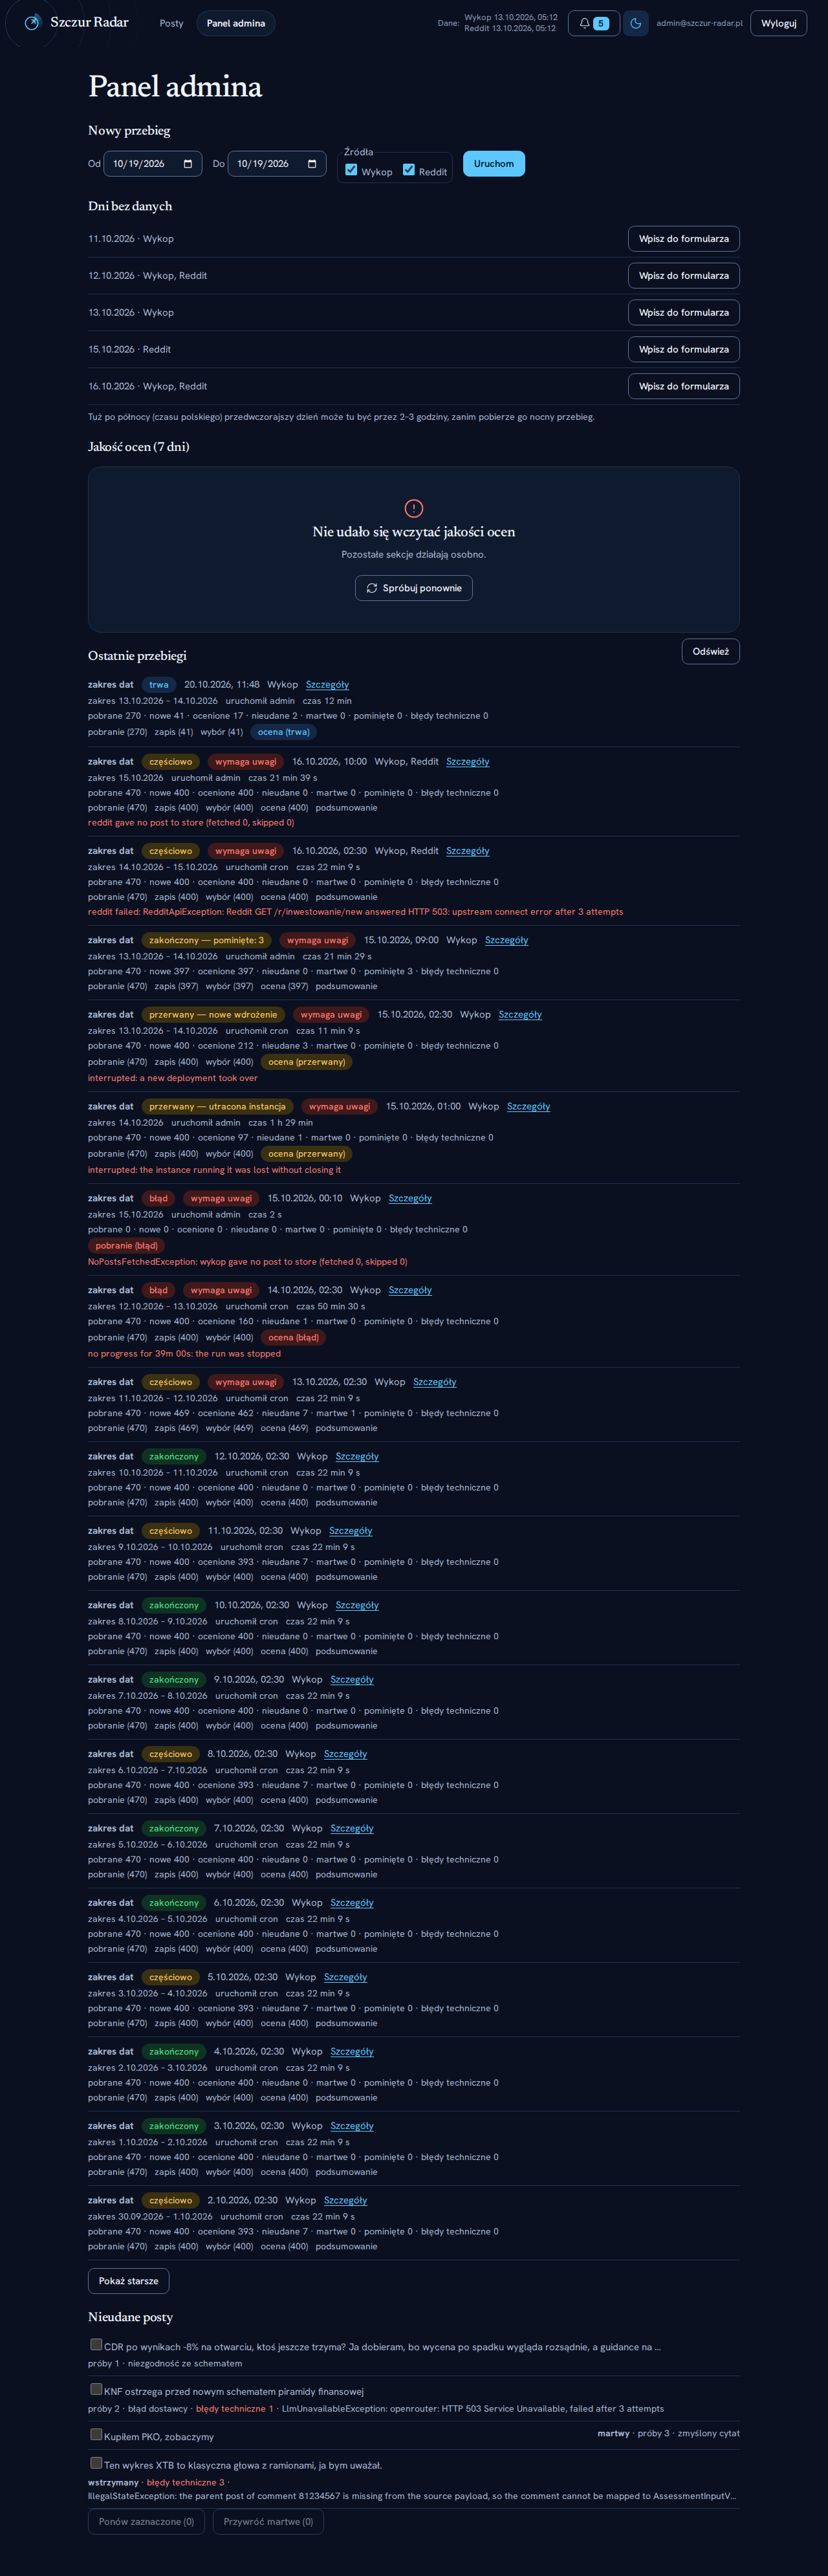 Szczur Radar Posty Panel admina Dane: Wykop 13.10.2026, 05:12 5 admin@szczur-radar.pl Wyloguj
Reddit 13.10.2026, 05:12
Panel admina
Nowy przebieg
Źródła
Od 10/19/2026 Do 10/19/2026 Wykop Reddit Uruchom
Dni bez danych
11.10.2026 · Wykop Wpisz do formularza
12.10.2026 · Wykop, Reddit Wpisz do formularza
13.10.2026 · Wykop Wpisz do formularza
15.10.2026 · Reddit Wpisz do formularza
16.10.2026 · Wykop, Reddit Wpisz do formularza
Tuż po północy (czasu polskiego) przedwczorajszy dzień może tu być przez 2–3 godziny, zanim pobierze go nocny przebieg.
Jakość ocen (7 dni)
Nie udało się wczytać jakości ocen
Pozostałe sekcje działają osobno.
Spróbuj ponownie
Ostatnie przebiegi Odśwież
zakres dat trwa 20.10.2026, 11:48 Wykop Szczegóły
zakres 13.10.2026 – 14.10.2026 uruchomił admin czas 12 min
pobrane 270 · nowe 41 · ocenione 17 · nieudane 2 · martwe 0 · pominięte 0 · błędy techniczne 0
pobranie (270) zapis (41) wybór (41) ocena (trwa)
zakres dat częściowo wymaga uwagi 16.10.2026, 10:00 Wykop, Reddit Szczegóły
zakres 15.10.2026 uruchomił admin czas 21 min 39 s
pobrane 470 · nowe 400 · ocenione 400 · nieudane 0 · martwe 0 · pominięte 0 · błędy techniczne 0
pobranie (470) zapis (400) wybór (400) ocena (400) podsumowanie
reddit gave no post to store (fetched 0, skipped 0)
zakres dat częściowo wymaga uwagi 16.10.2026, 02:30 Wykop, Reddit Szczegóły
zakres 14.10.2026 – 15.10.2026 uruchomił cron czas 22 min 9 s
pobrane 470 · nowe 400 · ocenione 400 · nieudane 0 · martwe 0 · pominięte 0 · błędy techniczne 0
pobranie (470) zapis (400) wybór (400) ocena (400) podsumowanie
reddit failed: RedditApiException: Reddit GET /r/inwestowanie/new answered HTTP 503: upstream connect error after 3 attempts
zakres dat zakończony — pominięte: 3 wymaga uwagi 15.10.2026, 09:00 Wykop Szczegóły
zakres 13.10.2026 – 14.10.2026 uruchomił admin czas 21 min 29 s
pobrane 470 · nowe 397 · ocenione 397 · nieudane 0 · martwe 0 · pominięte 3 · błędy techniczne 0
pobranie (470) zapis (397) wybór (397) ocena (397) podsumowanie
zakres dat przerwany — nowe wdrożenie wymaga uwagi 15.10.2026, 02:30 Wykop Szczegóły
zakres 13.10.2026 – 14.10.2026 uruchomił cron czas 11 min 9 s
pobrane 470 · nowe 400 · ocenione 212 · nieudane 3 · martwe 0 · pominięte 0 · błędy techniczne 0
pobranie (470) zapis (400) wybór (400) ocena (przerwany)
interrupted: a new deployment took over
zakres dat przerwany — utracona instancja wymaga uwagi 15.10.2026, 01:00 Wykop Szczegóły
zakres 14.10.2026 uruchomił admin czas 1 h 29 min
pobrane 470 · nowe 400 · ocenione 97 · nieudane 1 · martwe 0 · pominięte 0 · błędy techniczne 0
pobranie (470) zapis (400) wybór (400) ocena (przerwany)
interrupted: the instance running it was lost without closing it
zakres dat błąd wymaga uwagi 15.10.2026, 00:10 Wykop Szczegóły
zakres 15.10.2026 uruchomił admin czas 2 s
pobrane 0 · nowe 0 · ocenione 0 · nieudane 0 · martwe 0 · pominięte 0 · błędy techniczne 0
pobranie (błąd)
NoPostsFetchedException: wykop gave no post to store (fetched 0, skipped 0)
zakres dat błąd wymaga uwagi 14.10.2026, 02:30 Wykop Szczegóły
zakres 12.10.2026 – 13.10.2026 uruchomił cron czas 50 min 30 s
pobrane 470 · nowe 400 · ocenione 160 · nieudane 1 · martwe 0 · pominięte 0 · błędy techniczne 0
pobranie (470) zapis (400) wybór (400) ocena (błąd)
no progress for 39m 00s: the run was stopped
zakres dat częściowo wymaga uwagi 13.10.2026, 02:30 Wykop Szczegóły
zakres 11.10.2026 – 12.10.2026 uruchomił cron czas 22 min 9 s
pobrane 470 · nowe 469 · ocenione 462 · nieudane 7 · martwe 1 · pominięte 0 · błędy techniczne 0
pobranie (470) zapis (469) wybór (469) ocena (469) podsumowanie
zakres dat zakończony 12.10.2026, 02:30 Wykop Szczegóły
zakres 10.10.2026 – 11.10.2026 uruchomił cron czas 22 min 9 s
pobrane 470 · nowe 400 · ocenione 400 · nieudane 0 · martwe 0 · pominięte 0 · błędy techniczne 0
pobranie (470) zapis (400) wybór (400) ocena (400) podsumowanie
zakres dat częściowo 11.10.2026, 02:30 Wykop Szczegóły
zakres 9.10.2026 – 10.10.2026 uruchomił cron czas 22 min 9 s
pobrane 470 · nowe 400 · ocenione 393 · nieudane 7 · martwe 0 · pominięte 0 · błędy techniczne 0
pobranie (470) zapis (400) wybór (400) ocena (400) podsumowanie
zakres dat zakończony 10.10.2026, 02:30 Wykop Szczegóły
zakres 8.10.2026 – 9.10.2026 uruchomił cron czas 22 min 9 s
pobrane 470 · nowe 400 · ocenione 400 · nieudane 0 · martwe 0 · pominięte 0 · błędy techniczne 0
pobranie (470) zapis (400) wybór (400) ocena (400) podsumowanie
zakres dat zakończony 9.10.2026, 02:30 Wykop Szczegóły
zakres 7.10.2026 – 8.10.2026 uruchomił cron czas 22 min 9 s
pobrane 470 · nowe 400 · ocenione 400 · nieudane 0 · martwe 0 · pominięte 0 · błędy techniczne 0
pobranie (470) zapis (400) wybór (400) ocena (400) podsumowanie
zakres dat częściowo 8.10.2026, 02:30 Wykop Szczegóły
zakres 6.10.2026 – 7.10.2026 uruchomił cron czas 22 min 9 s
pobrane 470 · nowe 400 · ocenione 393 · nieudane 7 · martwe 0 · pominięte 0 · błędy techniczne 0
pobranie (470) zapis (400) wybór (400) ocena (400) podsumowanie
zakres dat zakończony 7.10.2026, 02:30 Wykop Szczegóły
zakres 5.10.2026 – 6.10.2026 uruchomił cron czas 22 min 9 s
pobrane 470 · nowe 400 · ocenione 400 · nieudane 0 · martwe 0 · pominięte 0 · błędy techniczne 0
pobranie (470) zapis (400) wybór (400) ocena (400) podsumowanie
zakres dat zakończony 6.10.2026, 02:30 Wykop Szczegóły
zakres 4.10.2026 – 5.10.2026 uruchomił cron czas 22 min 9 s
pobrane 470 · nowe 400 · ocenione 400 · nieudane 0 · martwe 0 · pominięte 0 · błędy techniczne 0
pobranie (470) zapis (400) wybór (400) ocena (400) podsumowanie
zakres dat częściowo 5.10.2026, 02:30 Wykop Szczegóły
zakres 3.10.2026 – 4.10.2026 uruchomił cron czas 22 min 9 s
pobrane 470 · nowe 400 · ocenione 393 · nieudane 7 · martwe 0 · pominięte 0 · błędy techniczne 0
pobranie (470) zapis (400) wybór (400) ocena (400) podsumowanie
zakres dat zakończony 4.10.2026, 02:30 Wykop Szczegóły
zakres 2.10.2026 – 3.10.2026 uruchomił cron czas 22 min 9 s
pobrane 470 · nowe 400 · ocenione 400 · nieudane 0 · martwe 0 · pominięte 0 · błędy techniczne 0
pobranie (470) zapis (400) wybór (400) ocena (400) podsumowanie
zakres dat zakończony 3.10.2026, 02:30 Wykop Szczegóły
zakres 1.10.2026 – 2.10.2026 uruchomił cron czas 22 min 9 s
pobrane 470 · nowe 400 · ocenione 400 · nieudane 0 · martwe 0 · pominięte 0 · błędy techniczne 0
pobranie (470) zapis (400) wybór (400) ocena (400) podsumowanie
zakres dat częściowo 2.10.2026, 02:30 Wykop Szczegóły
zakres 30.09.2026 – 1.10.2026 uruchomił cron czas 22 min 9 s
pobrane 470 · nowe 400 · ocenione 393 · nieudane 7 · martwe 0 · pominięte 0 · błędy techniczne 0
pobranie (470) zapis (400) wybór (400) ocena (400) podsumowanie
Pokaż starsze
Nieudane posty
CDR po wynikach -8% na otwarciu, ktoś jeszcze trzyma? Ja dobieram, bo wycena po spadku wygląda rozsądnie, a guidance na ...
próby 1 · niezgodność ze schematem
KNF ostrzega przed nowym schematem piramidy finansowej
próby 2 · błąd dostawcy · błędy techniczne 1 · LlmUnavailableException: openrouter: HTTP 503 Service Unavailable, failed after 3 attempts
Kupiłem PKO, zobaczymy martwy · próby 3 · zmyślony cytat
Ten wykres XTB to klasyczna głowa z ramionami, ja bym uważał.
wstrzymany · błędy techniczne 3 ·
IllegalStateException: the parent post of comment 81234567 is missing from the source payload, so the comment cannot be mapped to AssessmentInputV...
Ponów zaznaczone (0) Przywróć martwe (0)